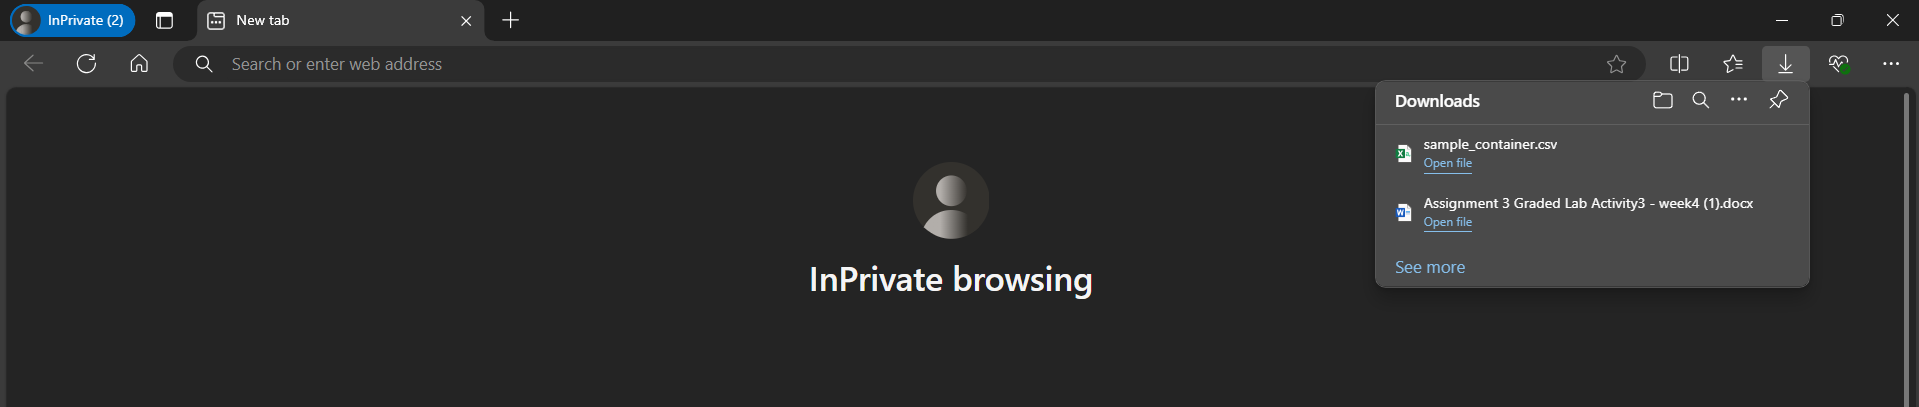 InPrivate (2)
New tab
Search or enter web address
Downloads
sample_container.csv
Open file
Assignment 3 Graded Lab Activity3 - week4 (1).docx
Open file
See more
InPrivate browsing